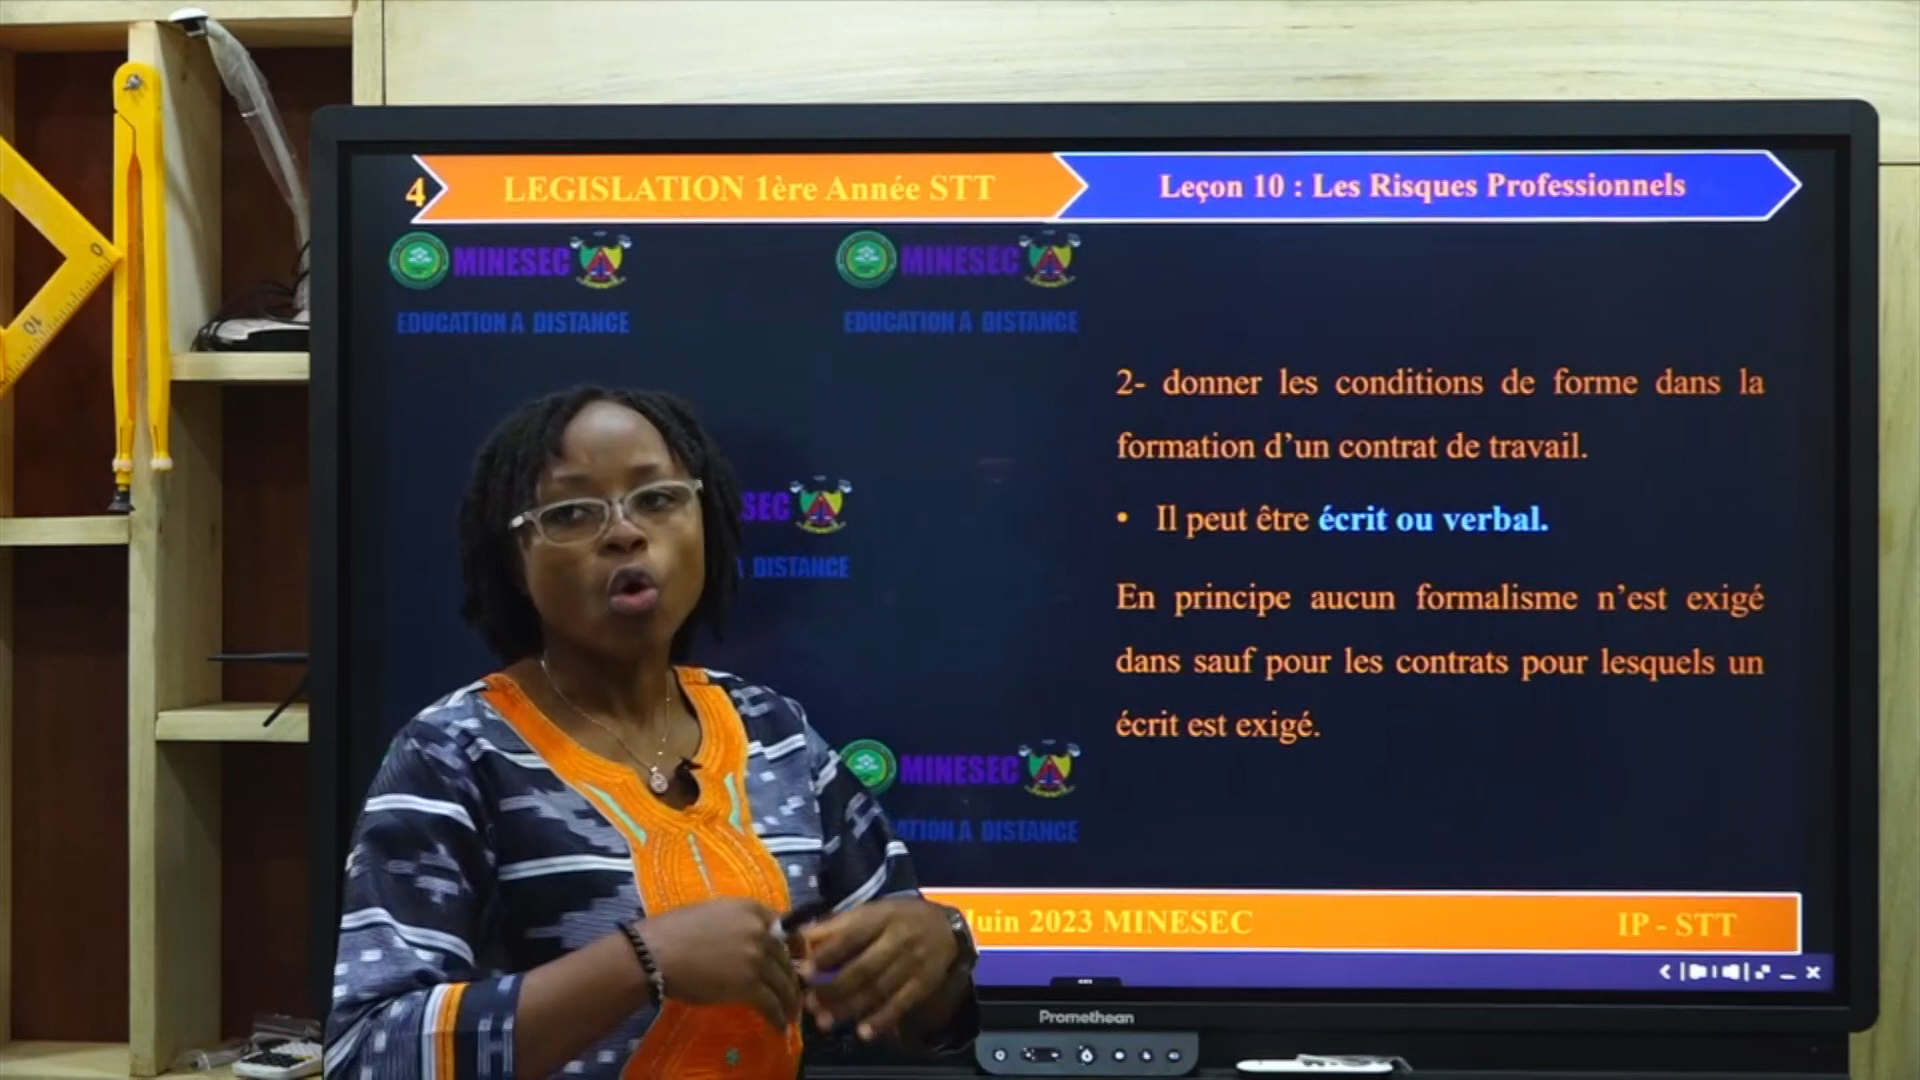 4
LEGISLATION 1ère Année STT
Leçon 10 : Les Risques Professionnels
MINESEC
EDUCATION A DISTANCE
MINESEC
EDUCATION A DISTANCE
2- donner les conditions de forme dans la
formation d'un contrat de travail.
• Il peut être écrit ou verbal.
En principe aucun formalisme n'est exigé
dans sauf pour les contrats pour lesquels un
écrit est exigé.
SEC
A DISTANCE
MINESEC
ATION A DISTANCE
Juin 2023 MINESEC
IP - STT
Promethean
0
10